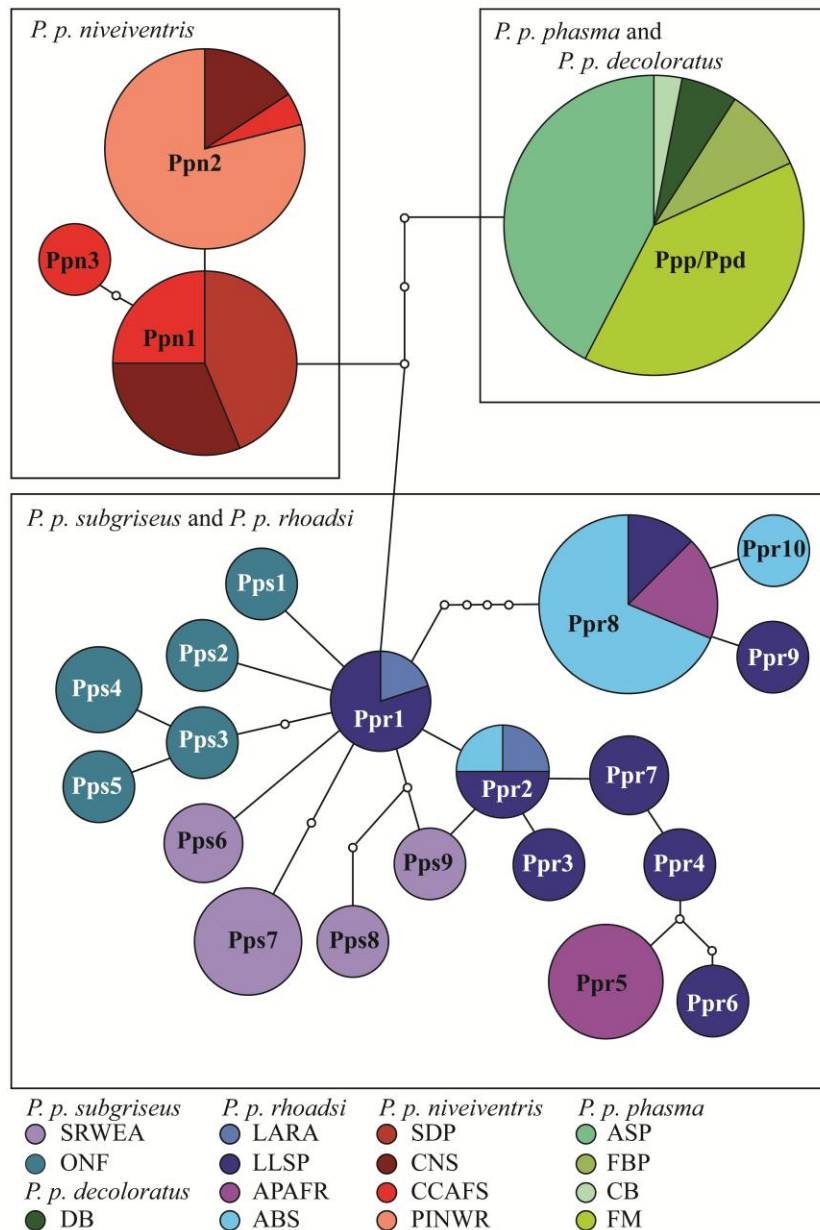 P. p. niveiventris
P. p. phasma and
P. p. decoloratus
Ppn2
Ppn3
Ppn1
Ppp/Ppd
P. p. subgriseus and P. p. rhoadsi
Pps1
Ppr10
Pps2
Ppr8
Pps4
Ppr9
Pps3
Ppr1
Pps5
Ppr2
Ppr7
Pps6
Pps9
Ppr3
Ppr4
Pps7
Pps8
Ppr5
Ppr6
P. p. subgriseus P. p. rhoadsi P. p. niveiventris P. p. phasma
SRWEA LARA SDP ASP
ONF LLSP CNS FBP
P. p. decoloratus APAFR CCAFS CB
DB ABS PINWR FM